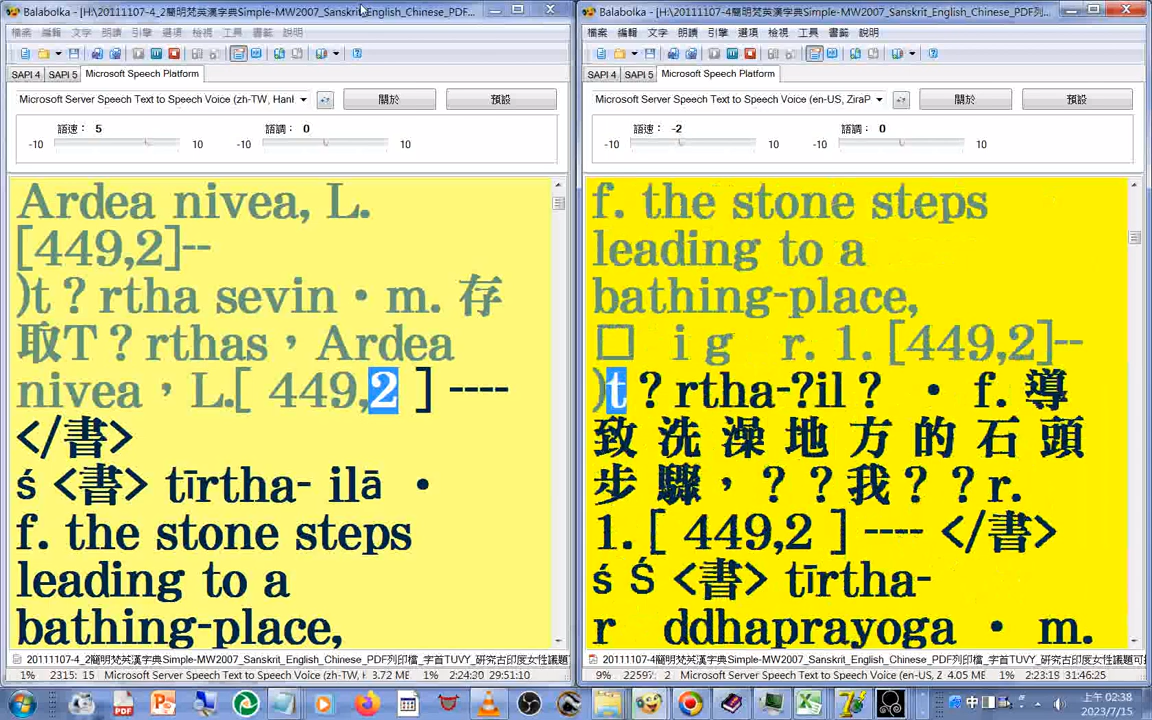 Balabolka - [H:\20111107-4_2簡明梵英漢字典Simple-MW2007_Sanskrit_English_Chinese_PDF...
檔案 編輯 文字 朗讀 引擎 選項 檢視 工具 書籤 說明
SAPI 4 SAPI 5 Microsoft Speech Platform
Microsoft Server Speech Text to Speech Voice (zh-TW, Hanl 關於 預設
語速： 5 語調： 0
-10 10 -10 10
Ardea nivea, L.
[449,2]--
)t？rtha sevin • m. 存
取T？rthas，Ardea
nivea，L.[ 449,2 ] ----
</書>
ś <書> tīrtha- ilā •
f. the stone steps
leading to a
bathing-place,
20111107-4_2簡明梵英漢字典Simple-MW2007_Sanskrit_English_Chinese_PDF列印檔_字首TUVY_研究古印度女性議題
1% 2315: 15 Microsoft Server Speech Text to Speech Voice (zh-TW, H 3.72 MB 1% 2:24:30 29:51:10
Balabolka - [H:\20111107-4簡明梵英漢字典Simple-MW2007_Sanskrit_English_Chinese_PDF列...
檔案 編輯 文字 朗讀 引擎 選項 檢視 工具 書籤 說明
SAPI 4 SAPI 5 Microsoft Speech Platform
Microsoft Server Speech Text to Speech Voice (en-US, ZiraP 關於 預設
語速： -2 語調： 0
-10 10 -10 10
f. the stone steps
leading to a
bathing-place,
□ i g r. 1. [449,2]--
)t？rtha-?il？ • f. 導
致洗澡地方的石頭
步驟，？？我？？r.
1. [ 449,2 ] ---- </書>
ś Ś <書> tīrtha-
r ddhaprayoga • m.
20111107-4簡明梵英漢字典Simple-MW2007_Sanskrit_English_Chinese_PDF列印檔_字首TUVY_研究古印度女性議題可
9% 22597: 2 Microsoft Server Speech Text to Speech Voice (en-US, Z 4.05 MB 1% 2:23:19 31:46:25
中 上午 02:38
2023/7/15